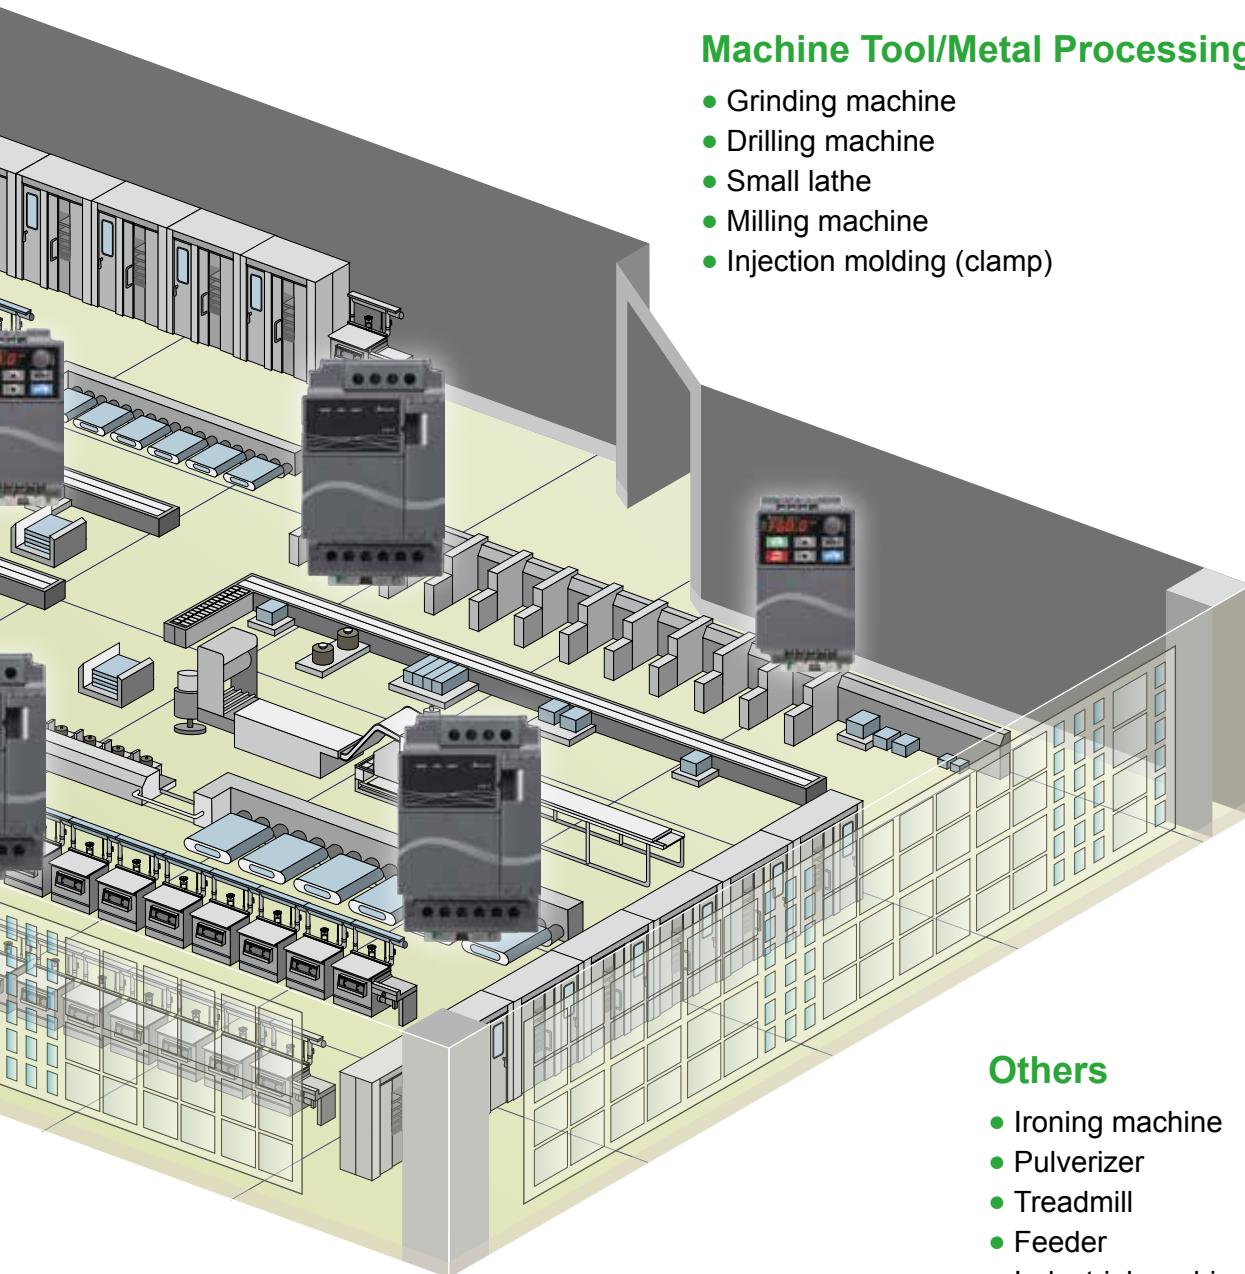 Machine Tool/Metal Processing
• Grinding machine
• Drilling machine
• Small lathe
• Milling machine
• Injection molding (clamp)
Others
• Ironing machine
• Pulverizer
• Treadmill
• Feeder